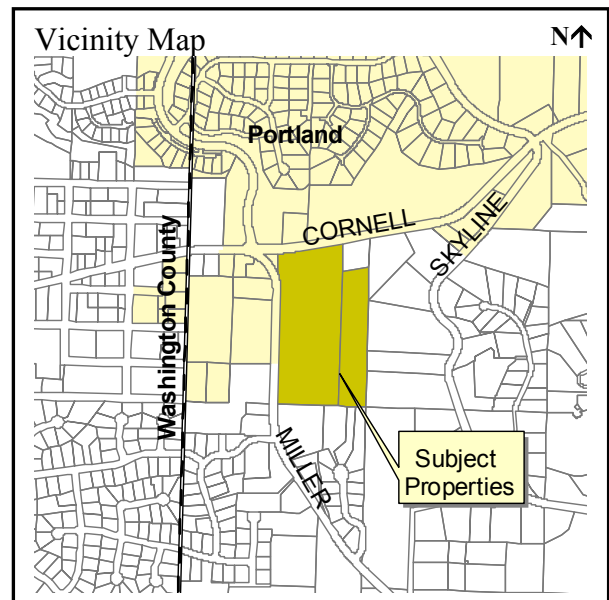 Vicinity Map
N
Portland
CORNELL
SKYLINE
Washington County
MILLER
Subject
Properties